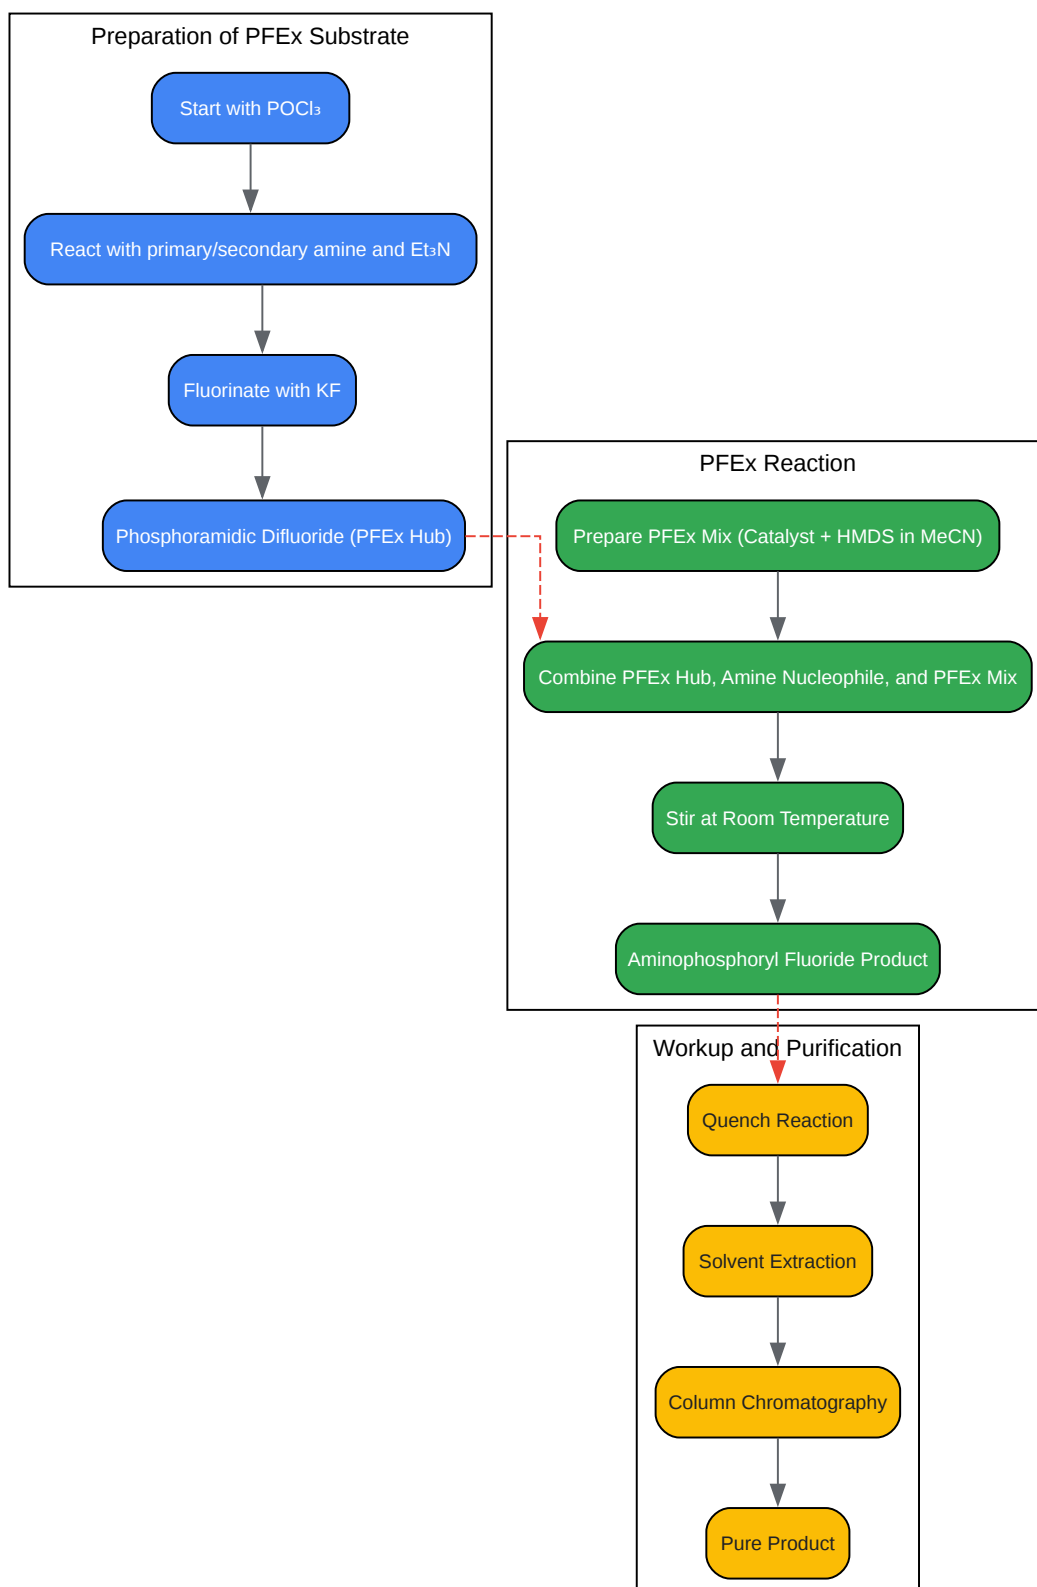 Preparation of PFEx Substrate
Start with POCl₃
React with primary/secondary amine and Et₃N
Fluorinate with KF
Phosphoramidic Difluoride (PFEx Hub)
PFEx Reaction
Prepare PFEx Mix (Catalyst + HMDS in MeCN)
Combine PFEx Hub, Amine Nucleophile, and PFEx Mix
Stir at Room Temperature
Aminophosphoryl Fluoride Product
Workup and Purification
Quench Reaction
Solvent Extraction
Column Chromatography
Pure Product